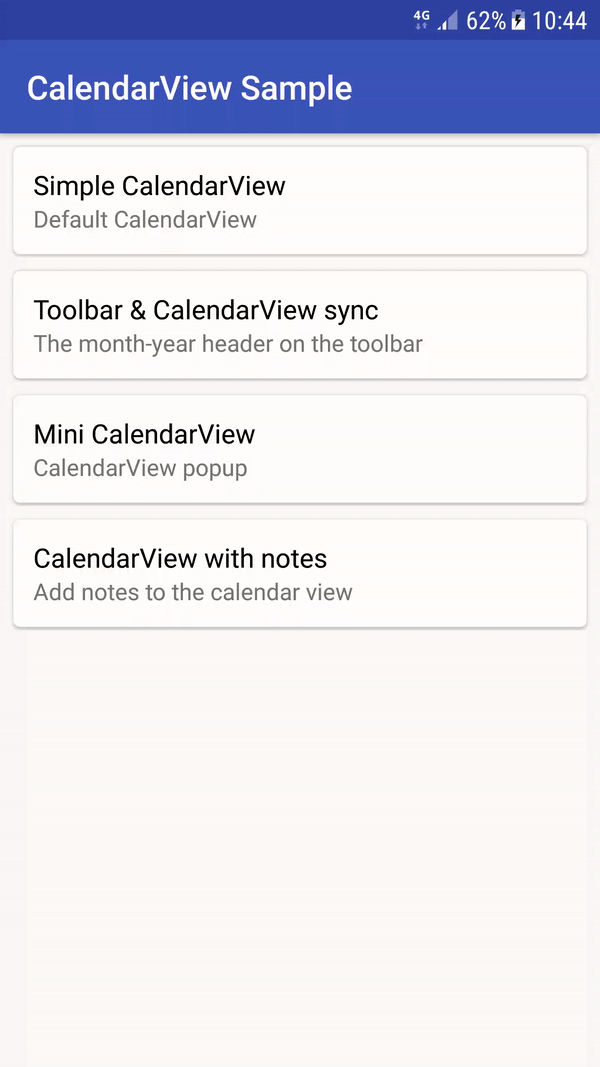 4G 62% 10:44
CalendarView Sample
Simple CalendarView
Default CalendarView
Toolbar & CalendarView sync
The month-year header on the toolbar
Mini CalendarView
CalendarView popup
CalendarView with notes
Add notes to the calendar view